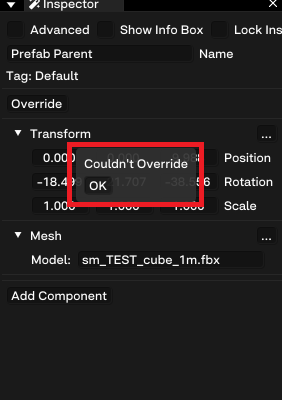 Inspector
Advanced Show Info Box Lock Ins
Prefab Parent Name
Tag: Default
Override
Transform ...
0.000 Position
Couldn't Override
-18.499 1.707 -38.556 Rotation
OK
1.000 1.000 1.000 Scale
Mesh ...
Model: sm_TEST_cube_1m.fbx
Add Component